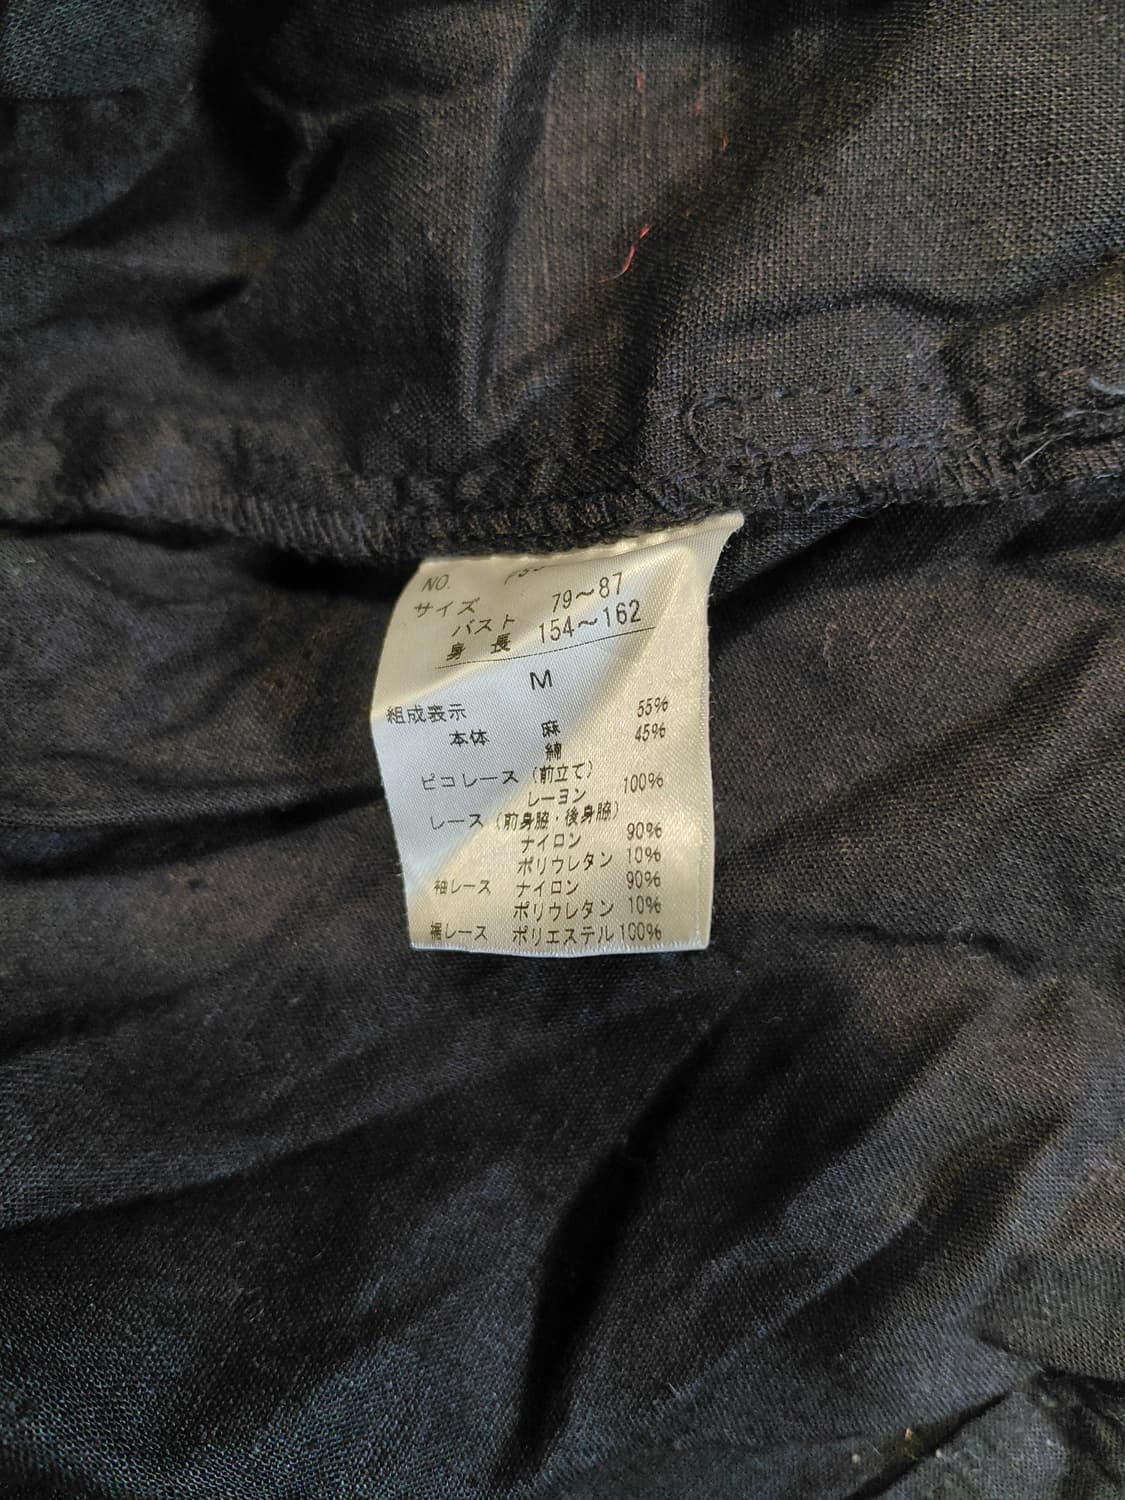 NO.
サイズ
バスト 79～87
身 長 154～162
M
組成表示
本体 麻 55%
綿 45%
ピコレース（前立て）
レーヨン 100%
レース（前身脇・後身脇）
ナイロン 90%
ポリウレタン 10%
袖レース ナイロン 90%
ポリウレタン 10%
裾レース ポリエステル 100%